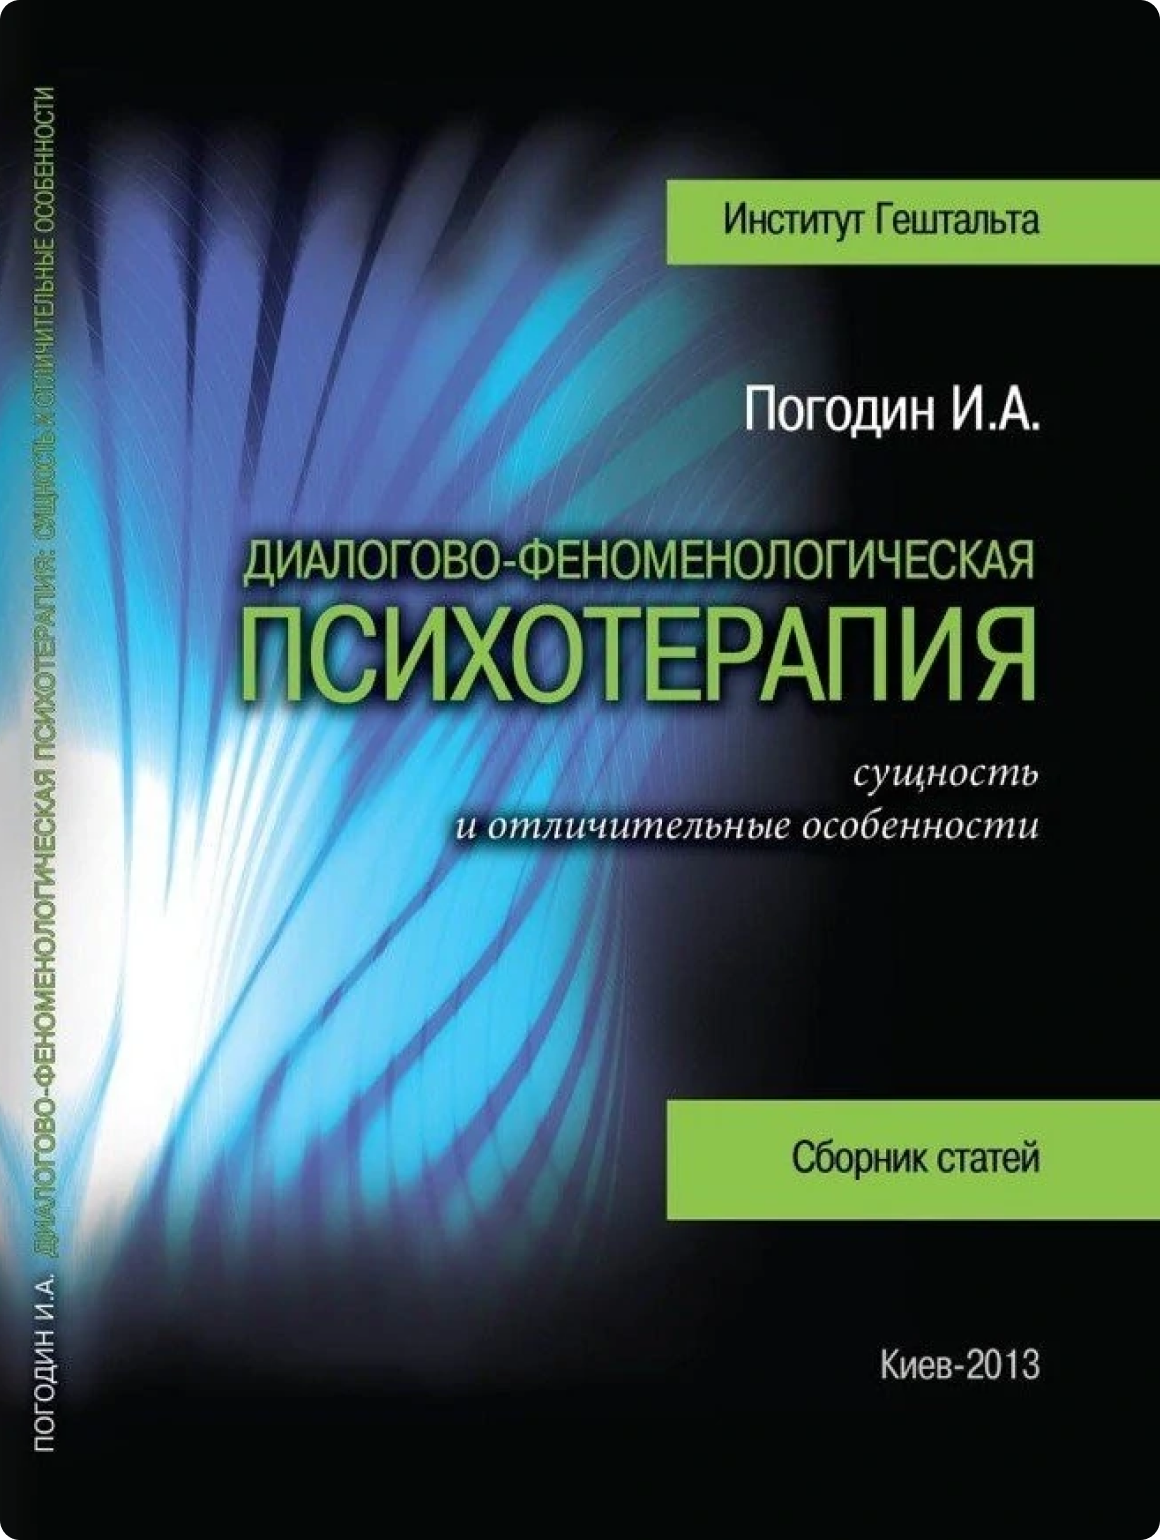 Институт Гештальта
Погодин И.А.
ДИАЛОГОВО-ФЕНОМЕНОЛОГИЧЕСКАЯ
ПСИХОТЕРАПИЯ
сущность
и отличительные особенности
Сборник статей
Киев-2013
ПОГОДИН И.А. ДИАЛОГОВО-ФЕНОМЕНОЛОГИЧЕСКАЯ ПСИХОТЕРАПИЯ: СУЩНОСТЬ И ОТЛИЧИТЕЛЬНЫЕ ОСОБЕННОСТИ